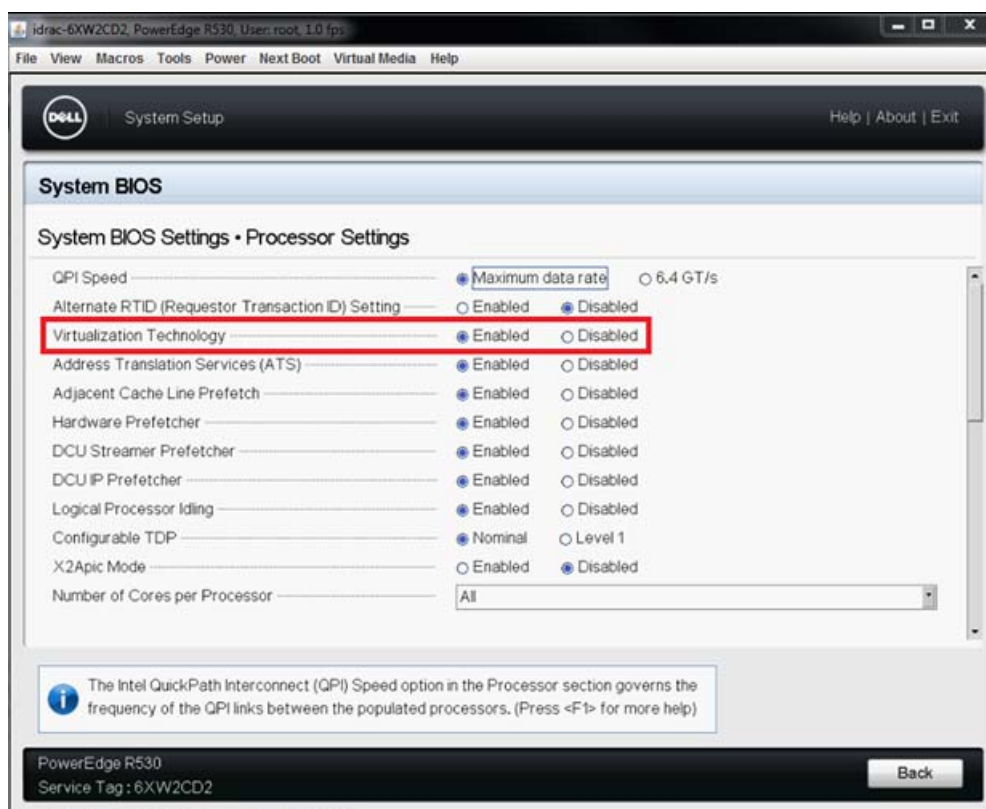 idrac-6XW2CD2, PowerEdge R530, User: root, 1.0 fps
File View Macros Tools Power Next Boot Virtual Media Help
DELL System Setup Help | About | Exit
System BIOS
System BIOS Settings • Processor Settings
QPI Speed Maximum data rate 6.4 GT/s
Alternate RTID (Requestor Transaction ID) Setting Enabled Disabled
Virtualization Technology Enabled Disabled
Address Translation Services (ATS) Enabled Disabled
Adjacent Cache Line Prefetch Enabled Disabled
Hardware Prefetcher Enabled Disabled
DCU Streamer Prefetcher Enabled Disabled
DCU IP Prefetcher Enabled Disabled
Logical Processor Idling Enabled Disabled
Configurable TDP Nominal Level 1
X2Apic Mode Enabled Disabled
Number of Cores per Processor All
The Intel QuickPath Interconnect (QPI) Speed option in the Processor section governs the
frequency of the QPI links between the populated processors. (Press <F1> for more help)
PowerEdge R530
Service Tag : 6XW2CD2
Back